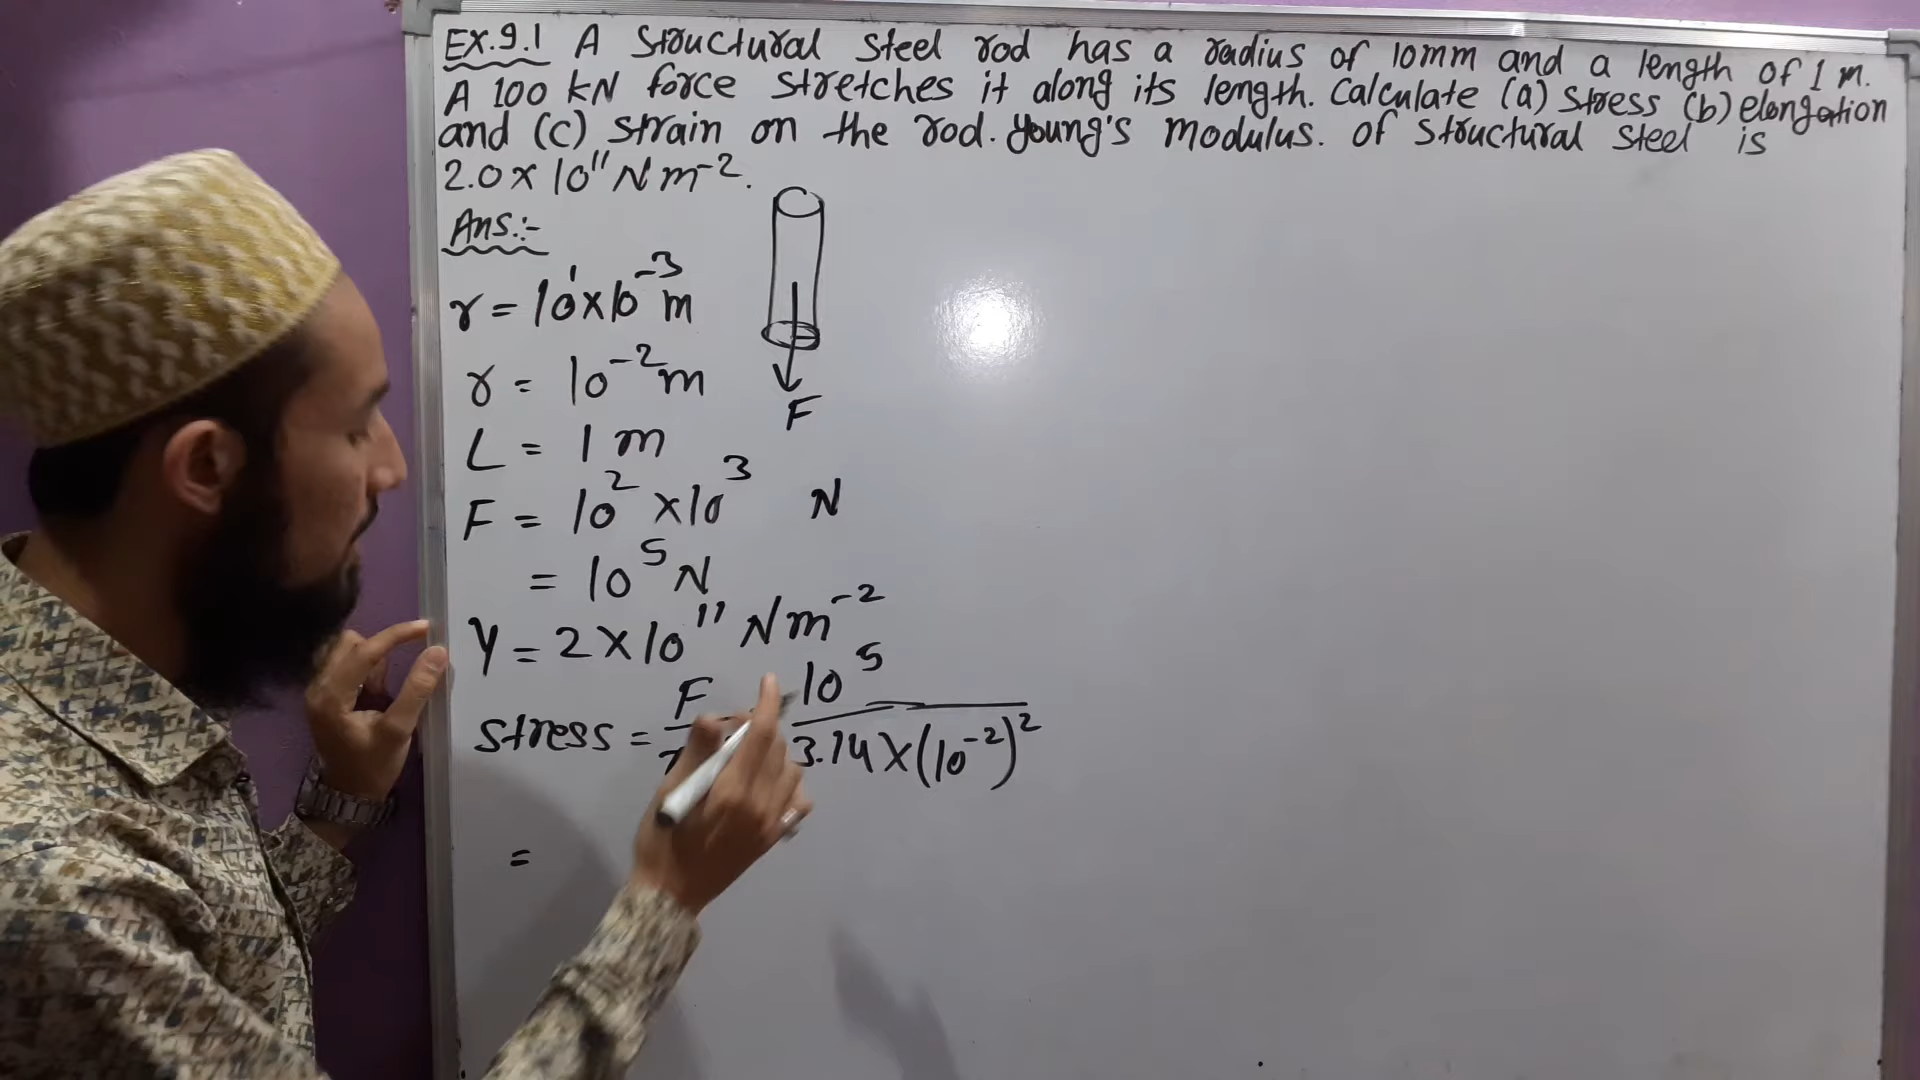 Ex.9.1 A Structural Steel rod has a radius of 10mm and a length of 1 m.
A 100 kN force stretches it along its length. Calculate (a) Stress (b) elongation
and (c) strain on the rod. Young's Modulus. of structural steel is
2.0 x 10¹¹ N m⁻².
Ans:-
r = 10¹x10⁻³ m
r = 10⁻² m
L = 1 m
F
F = 10² x10³ N
= 10⁵ N
Y = 2 x 10¹¹ N m⁻²
stress = F/ 10⁵/3.14 x (10⁻²)²
=